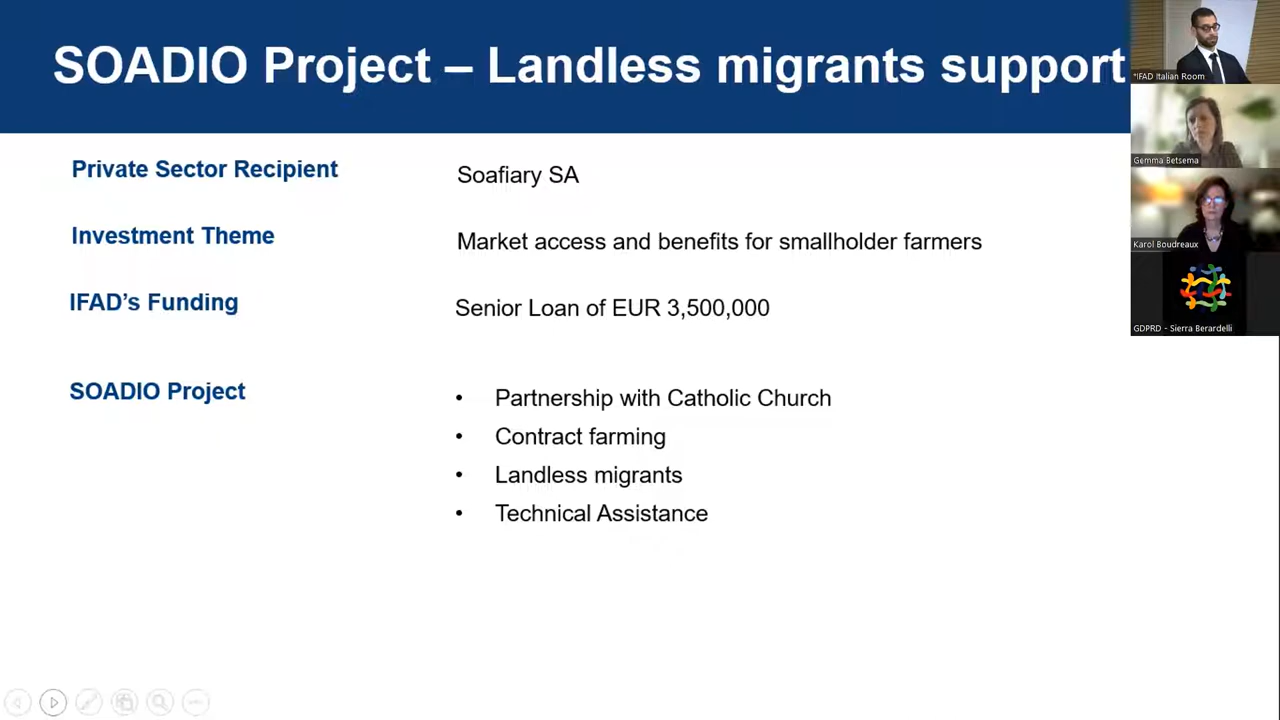 SOADIO Project – Landless migrants support
*IFAD Italian Room
Gemma Betsema
Karol Boudreaux
GDPRD - Sierra Berardelli
Private Sector Recipient
Soafiary SA
Investment Theme
Market access and benefits for smallholder farmers
IFAD's Funding
Senior Loan of EUR 3,500,000
SOADIO Project
• Partnership with Catholic Church
• Contract farming
• Landless migrants
• Technical Assistance